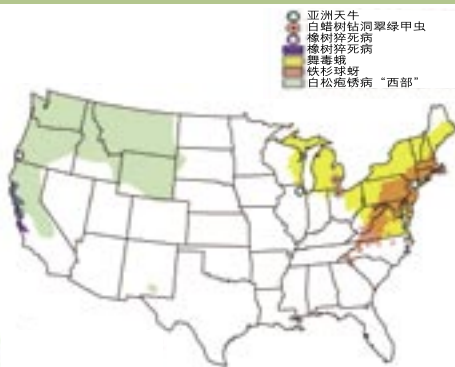 亚洲天牛
白蜡树钻洞翠绿甲虫
橡树猝死病
橡树猝死病
舞毒蛾
铁杉球蚜
白松疱锈病“西部”